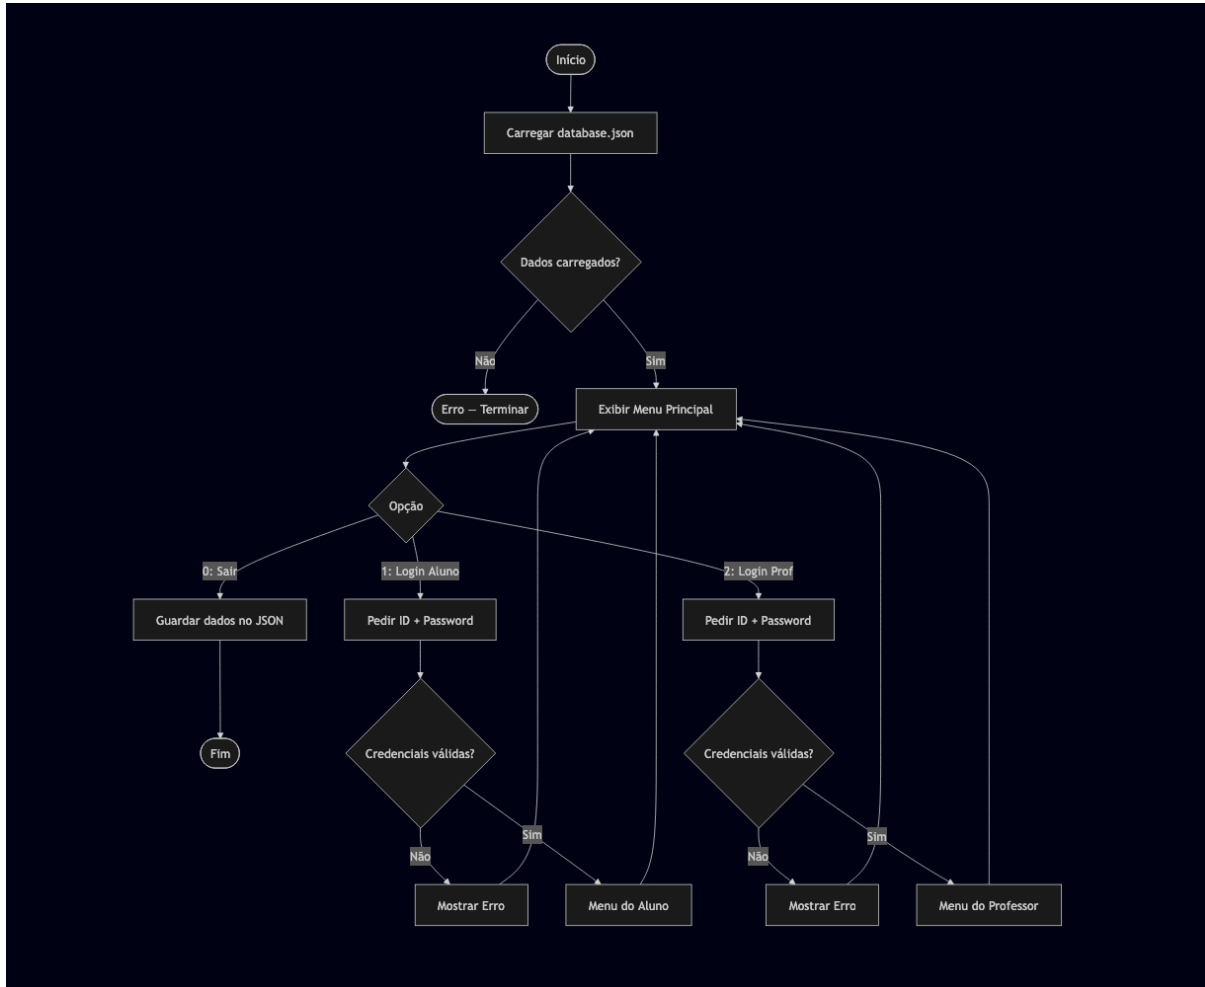 Início
Carregar database.json
Dados carregados?
Não
Sim
Erro – Terminar
Exibir Menu Principal
Opção
0: Sair
1: Login Aluno
2: Login Prof
Guardar dados no JSON
Pedir ID + Password
Pedir ID + Password
Fim
Credenciais válidas?
Credenciais válidas?
Sim
Sim
Não
Não
Mostrar Erro
Menu do Aluno
Mostrar Erro
Menu do Professor